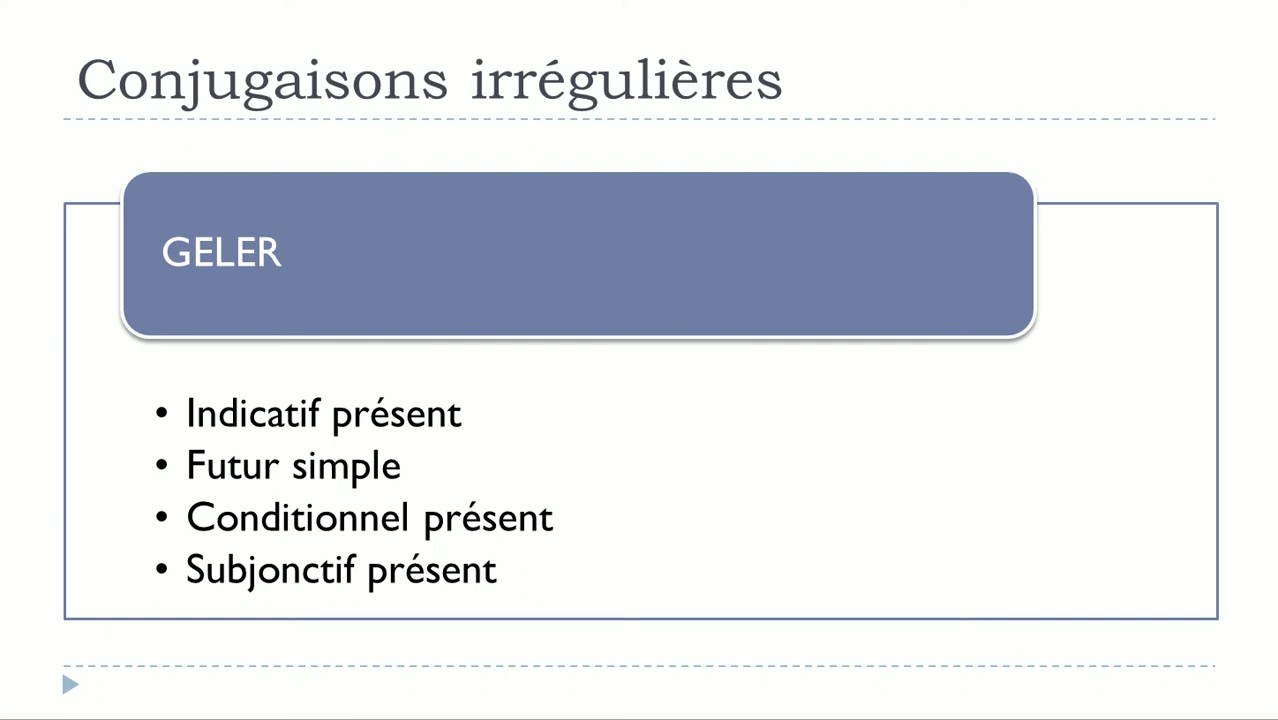 Conjugaisons irrégulières
GELER
• Indicatif présent
• Futur simple
• Conditionnel présent
• Subjonctif présent